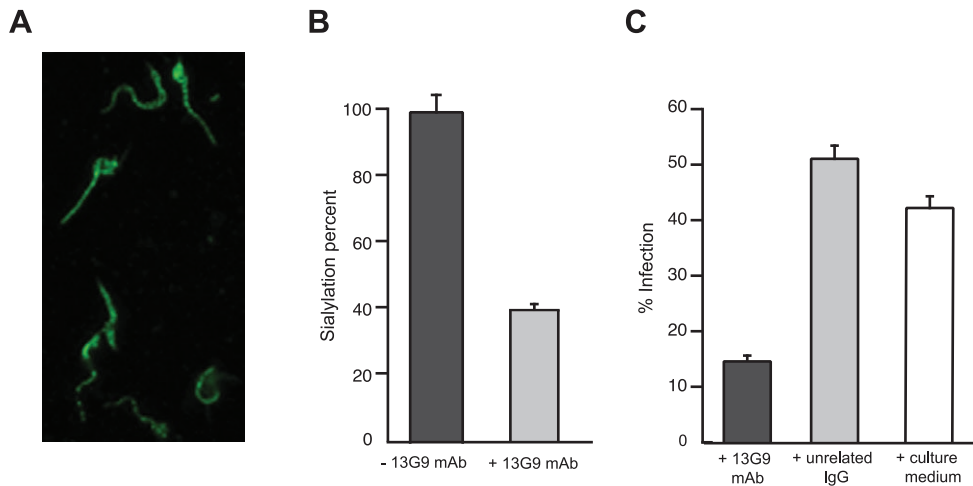 A
B
C
Sialylation percent
100
80
60
40
20
0
- 13G9 mAb
+ 13G9 mAb
% Infection
60
50
40
30
20
10
0
+ 13G9
mAb
+ unrelated
IgG
+ culture
medium